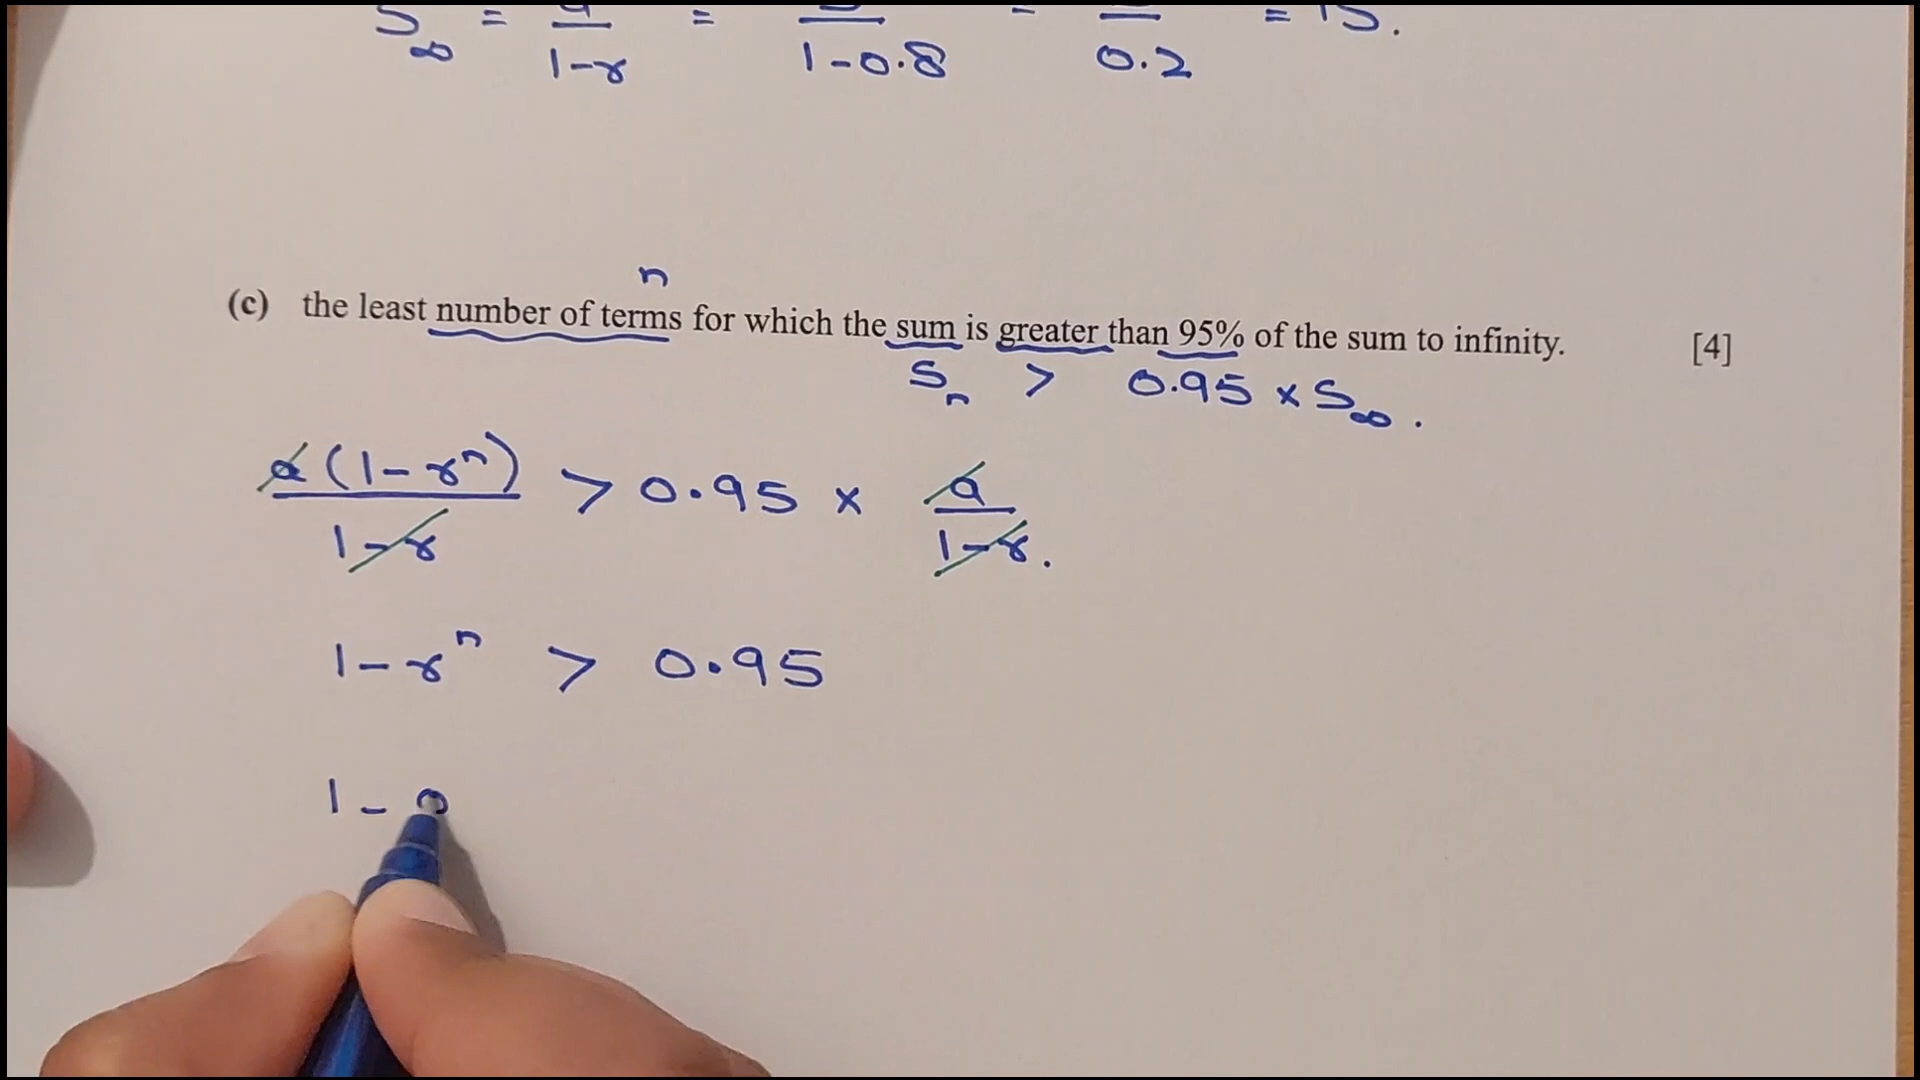 S∞ = a/1-r = /1-0.8 = /0.2 = 15.
n
(c) the least number of terms for which the sum is greater than 95% of the sum to infinity. [4]
Sn > 0.95 x S∞ .
a(1-rⁿ)/1-r > 0.95 x a/1-r .
1-rⁿ > 0.95
1-0